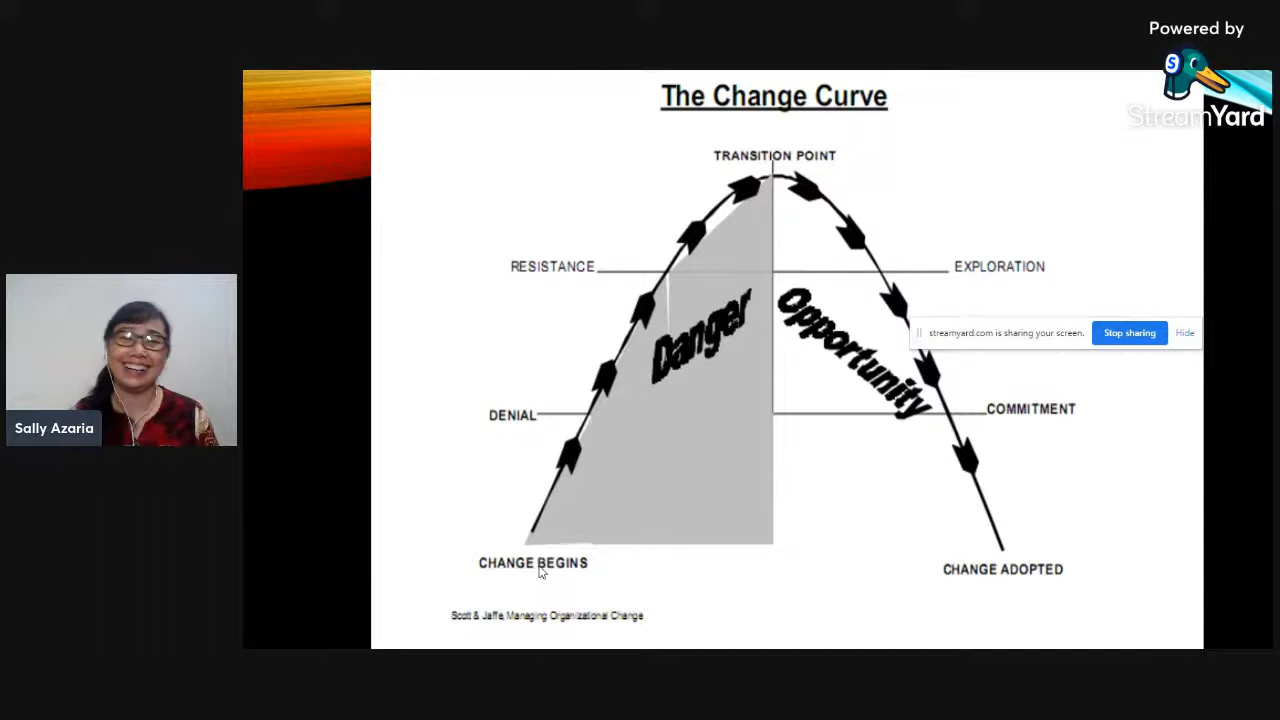 Powered by
StreamYard
The Change Curve
TRANSITION POINT
RESISTANCE
EXPLORATION
Danger
Opportunity
streamyard.com is sharing your screen.
Stop sharing
Hide
DENIAL
COMMITMENT
Sally Azaria
CHANGE BEGINS
CHANGE ADOPTED
Scott & Jaffe, Managing Organizational Change